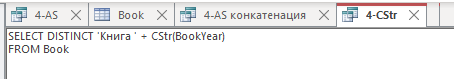 4-AS Book 4-AS конкатенация 4-CStr
SELECT DISTINCT 'Книга ' + CStr(BookYear)
FROM Book